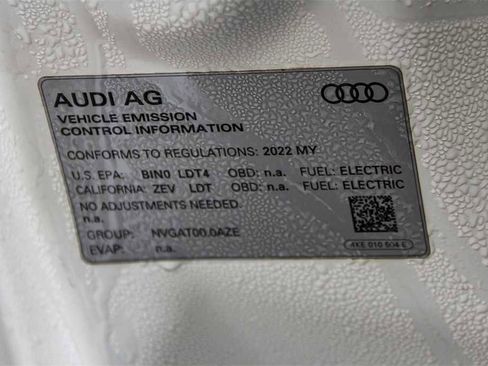 AUDI AG
VEHICLE EMISSION
CONTROL INFORMATION
CONFORMS TO REGULATIONS: 2022 MY
U.S. EPA: BIN0 LDT4 OBD: n.a. FUEL: ELECTRIC
CALIFORNIA: ZEV LDT OBD: n.a. FUEL: ELECTRIC
NO ADJUSTMENTS NEEDED.
n.a.
GROUP: NVGAT00.0AZE
EVAP: n.a.
4KE 010 504 E